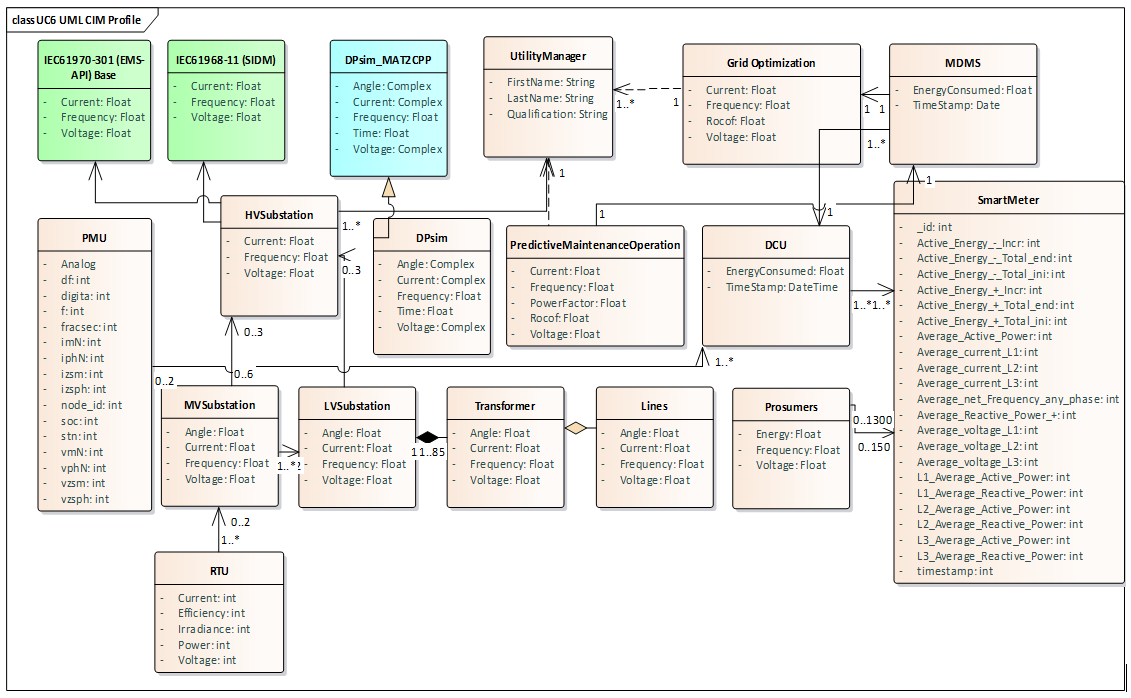 class UC6 UML CIM Profile
IEC61970-301 (EMS-
API) Base
- Current: Float
- Frequency: Float
- Voltage: Float
IEC61968-11 (SIDM)
- Current: Float
- Frequency: Float
- Voltage: Float
DPsim_MAT2CPP
- Angle: Complex
- Current: Complex
- Frequency: Float
- Time: Float
- Voltage: Complex
UtilityManager
- FirstName: String
- LastName: String
- Qualification: String
1..*
1
Grid Optimization
- Current: Float
- Frequency: Float
- Rocof: Float
- Voltage: Float
1 1
MDMS
- EnergyConsumed: Float
- TimeStamp: Date
1..*
1
1
1
1
PMU
- Analog
- df: int
- digita: int
- f: int
- fracsec: int
- imN: int
- iphN: int
- izsm: int
- izsph: int
- node_id: int
- soc: int
- stn: int
- vmN: int
- vphN: int
- vzsm: int
- vzsph: int
HVSubstation
- Current: Float
- Frequency: Float
- Voltage: Float
1..*
0..3
0..3
DPsim
- Angle: Complex
- Current: Complex
- Frequency: Float
- Time: Float
- Voltage: Complex
PredictiveMaintenanceOperation
- Current: Float
- Frequency: Float
- PowerFactor: Float
- Rocof: Float
- Voltage: Float
DCU
- EnergyConsumed: Float
- TimeStamp: DateTime
1..*1..*
1..*
SmartMeter
- _id: int
- Active_Energy_-_Incr: int
- Active_Energy_-_Total_end: int
- Active_Energy_-_Total_ini: int
- Active_Energy_+_Incr: int
- Active_Energy_+_Total_end: int
- Active_Energy_+_Total_ini: int
- Average_Active_Power: int
- Average_current_L1: int
- Average_current_L2: int
- Average_current_L3: int
- Average_net_Frequency_any_phase: int
- Average_Reactive_Power_+: int
- Average_voltage_L1: int
- Average_voltage_L2: int
- Average_voltage_L3: int
- L1_Average_Active_Power: int
- L1_Average_Reactive_Power: int
- L2_Average_Active_Power: int
- L2_Average_Reactive_Power: int
- L3_Average_Active_Power: int
- L3_Average_Reactive_Power: int
- timestamp: int
0..2
0..6
MVSubstation
- Angle: Float
- Current: Float
- Frequency: Float
- Voltage: Float
LVSubstation
- Angle: Float
- Current: Float
- Frequency: Float
- Voltage: Float
1 1..85
Transformer
- Angle: Float
- Current: Float
- Frequency: Float
- Voltage: Float
Lines
- Angle: Float
- Current: Float
- Frequency: Float
- Voltage: Float
Prosumers
- Energy: Float
- Frequency: Float
- Voltage: Float
0..1300
0..150
0..2
1..*
RTU
- Current: int
- Efficiency: int
- Irradiance: int
- Power: int
- Voltage: int